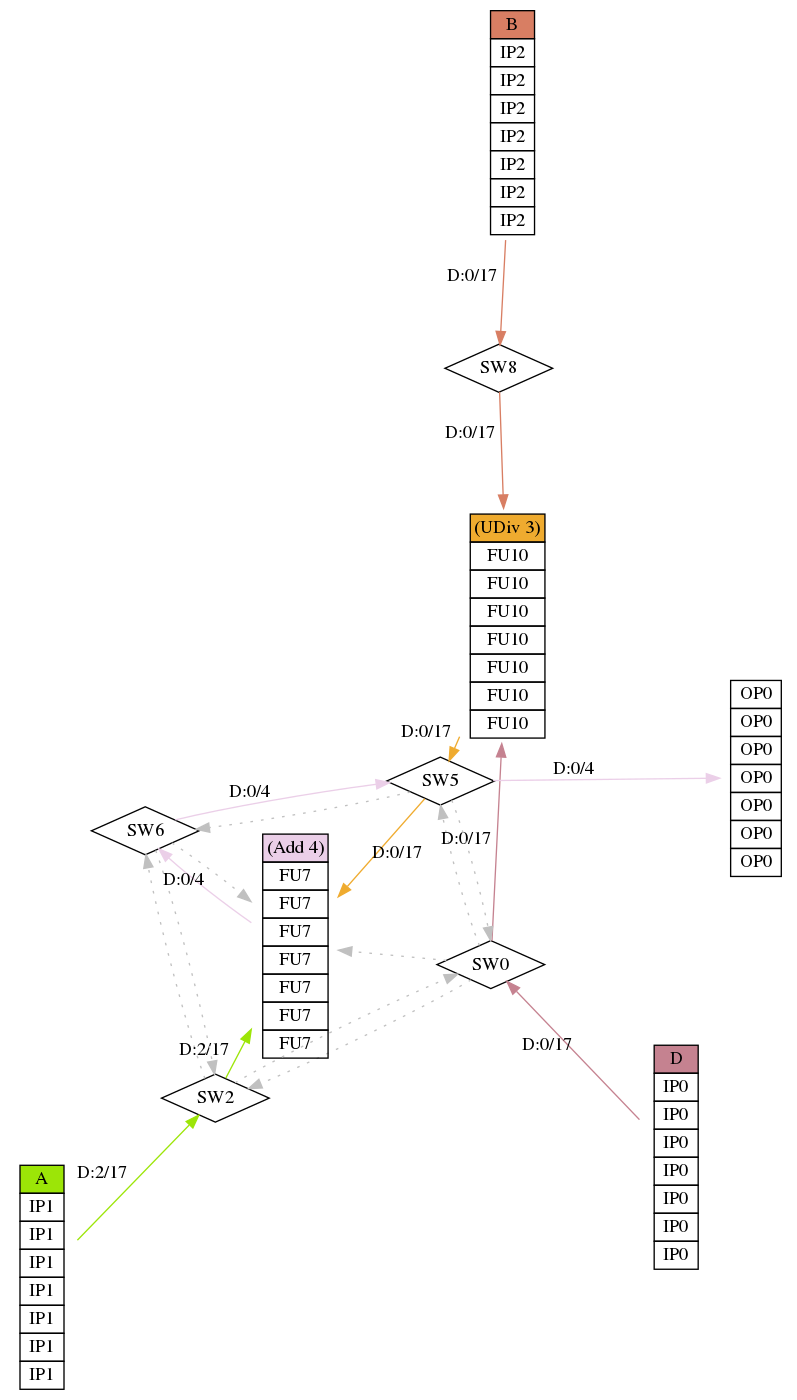 B
IP2
IP2
IP2
IP2
IP2
IP2
IP2
D:0/17
SW8
D:0/17
(UDiv 3)
FU10
FU10
FU10
FU10
FU10
FU10
FU10
OP0
OP0
OP0
OP0
OP0
OP0
OP0
D:0/17
SW5
D:0/4
D:0/4
SW6
D:0/17
D:0/17
D:0/4
(Add 4)
FU7
FU7
FU7
FU7
FU7
FU7
FU7
SW0
D:0/17
D:2/17
SW2
D
IP0
IP0
IP0
IP0
IP0
IP0
IP0
D:2/17
A
IP1
IP1
IP1
IP1
IP1
IP1
IP1